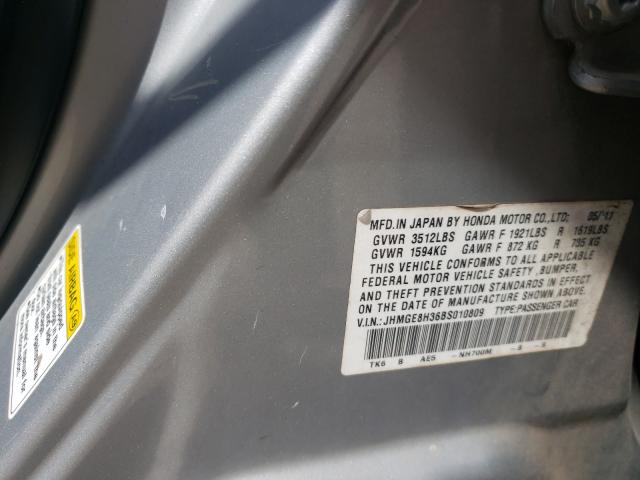 MFD.IN JAPAN BY HONDA MOTOR CO.,LTD;
GVWR 3512LBS GAWR F 1921LBS R 1619LBS
GVWR 1594KG GAWR F 872 KG R 735 KG
THIS VEHICLE CONFORMS TO ALL APPLICABLE
FEDERAL MOTOR VEHICLE SAFETY ,BUMPER,
AND THEFT PREVENTION STANDARDS IN EFFECT
ON THE DATE OF MANUFACTURE SHOWN ABOVE.
V.I.N.: JHMGE8H36BS010809 TYPE:PASSENGER CAR
TK6 B AE5 -NH700M -S -S
SIDE AIRBAG